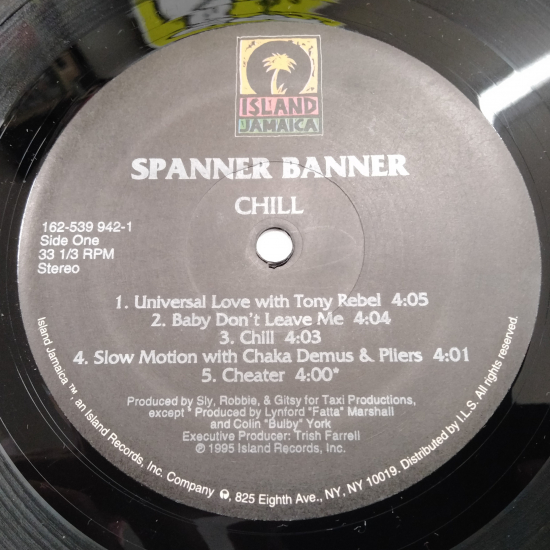 ISLAND
JAMAICA
SPANNER BANNER
CHILL
162-539 942-1
Side One
33 1/3 RPM
Stereo
1. Universal Love with Tony Rebel 4:05
2. Baby Don't Leave Me 4:04
3. Chill 4:03
4. Slow Motion with Chaka Demus & Pliers 4:01
5. Cheater 4:00*
Produced by Sly, Robbie, & Gitsy for Taxi Productions,
except * Produced by Lynford "Fatta" Marshall
and Colin "Bulby" York
Executive Producer: Trish Farrell
℗ 1995 Island Records, Inc.
Island Jamaica ™, an Island Records, Inc. Company , 825 Eighth Ave., NY, NY 10019. Distributed by I.L.S. All rights reserved.